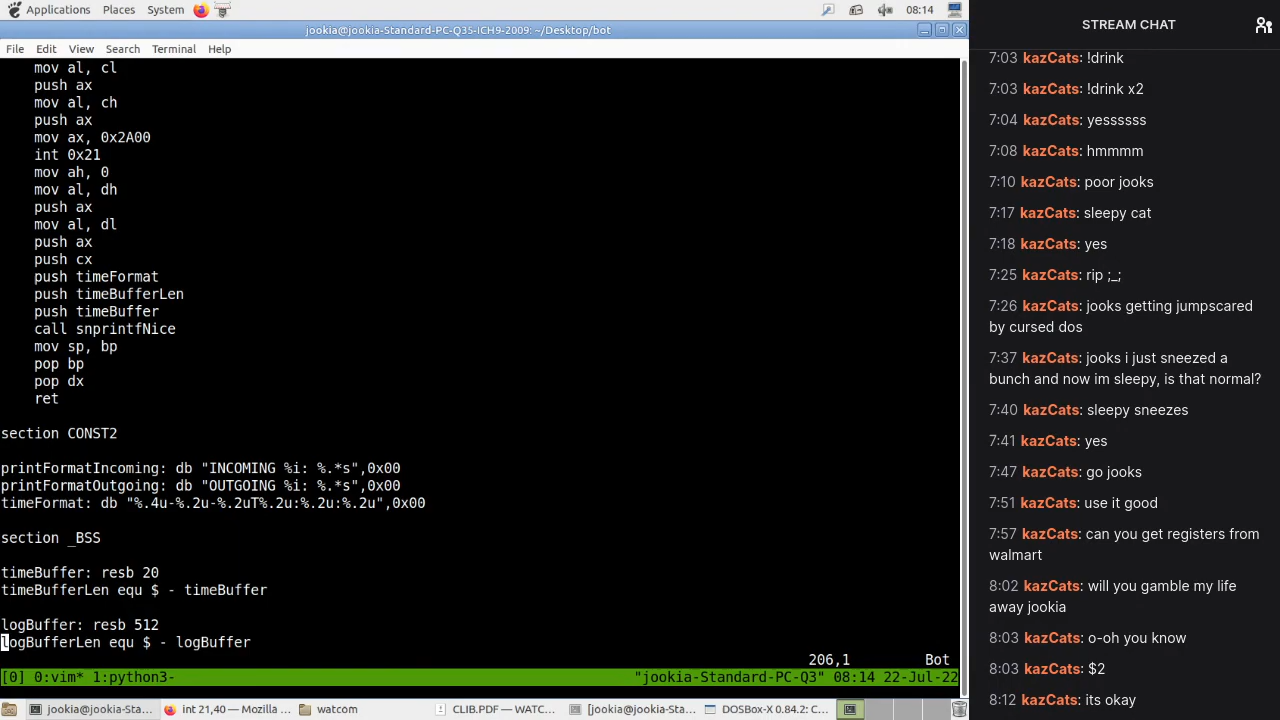 Applications Places System 08:14
jookia@jookia-Standard-PC-Q35-ICH9-2009: ~/Desktop/bot
File Edit View Search Terminal Help
mov al, cl
push ax
mov al, ch
push ax
mov ax, 0x2A00
int 0x21
mov ah, 0
mov al, dh
push ax
mov al, dl
push ax
push cx
push timeFormat
push timeBufferLen
push timeBuffer
call snprintfNice
mov sp, bp
pop bp
pop dx
ret
section CONST2
printFormatIncoming: db "INCOMING %i: %.*s",0x00
printFormatOutgoing: db "OUTGOING %i: %.*s",0x00
timeFormat: db "%.4u-%.2u-%.2uT%.2u:%.2u:%.2u",0x00
section _BSS
timeBuffer: resb 20
timeBufferLen equ $ - timeBuffer
logBuffer: resb 512
logBufferLen equ $ - logBuffer
206,1 Bot
[0] 0:vim* 1:python3- "jookia-Standard-PC-Q3" 08:14 22-Jul-22
jookia@jookia-Sta... int 21,40 — Mozilla ... watcom CLIB.PDF — WATC... [jookia@jookia-Sta... DOSBox-X 0.84.2: C...
STREAM CHAT
7:03 kazCats: !drink
7:03 kazCats: !drink x2
7:04 kazCats: yessssss
7:08 kazCats: hmmmm
7:10 kazCats: poor jooks
7:17 kazCats: sleepy cat
7:18 kazCats: yes
7:25 kazCats: rip ;_;
7:26 kazCats: jooks getting jumpscared
by cursed dos
7:37 kazCats: jooks i just sneezed a
bunch and now im sleepy, is that normal?
7:40 kazCats: sleepy sneezes
7:41 kazCats: yes
7:47 kazCats: go jooks
7:51 kazCats: use it good
7:57 kazCats: can you get registers from
walmart
8:02 kazCats: will you gamble my life
away jookia
8:03 kazCats: o-oh you know
8:03 kazCats: $2
8:12 kazCats: its okay